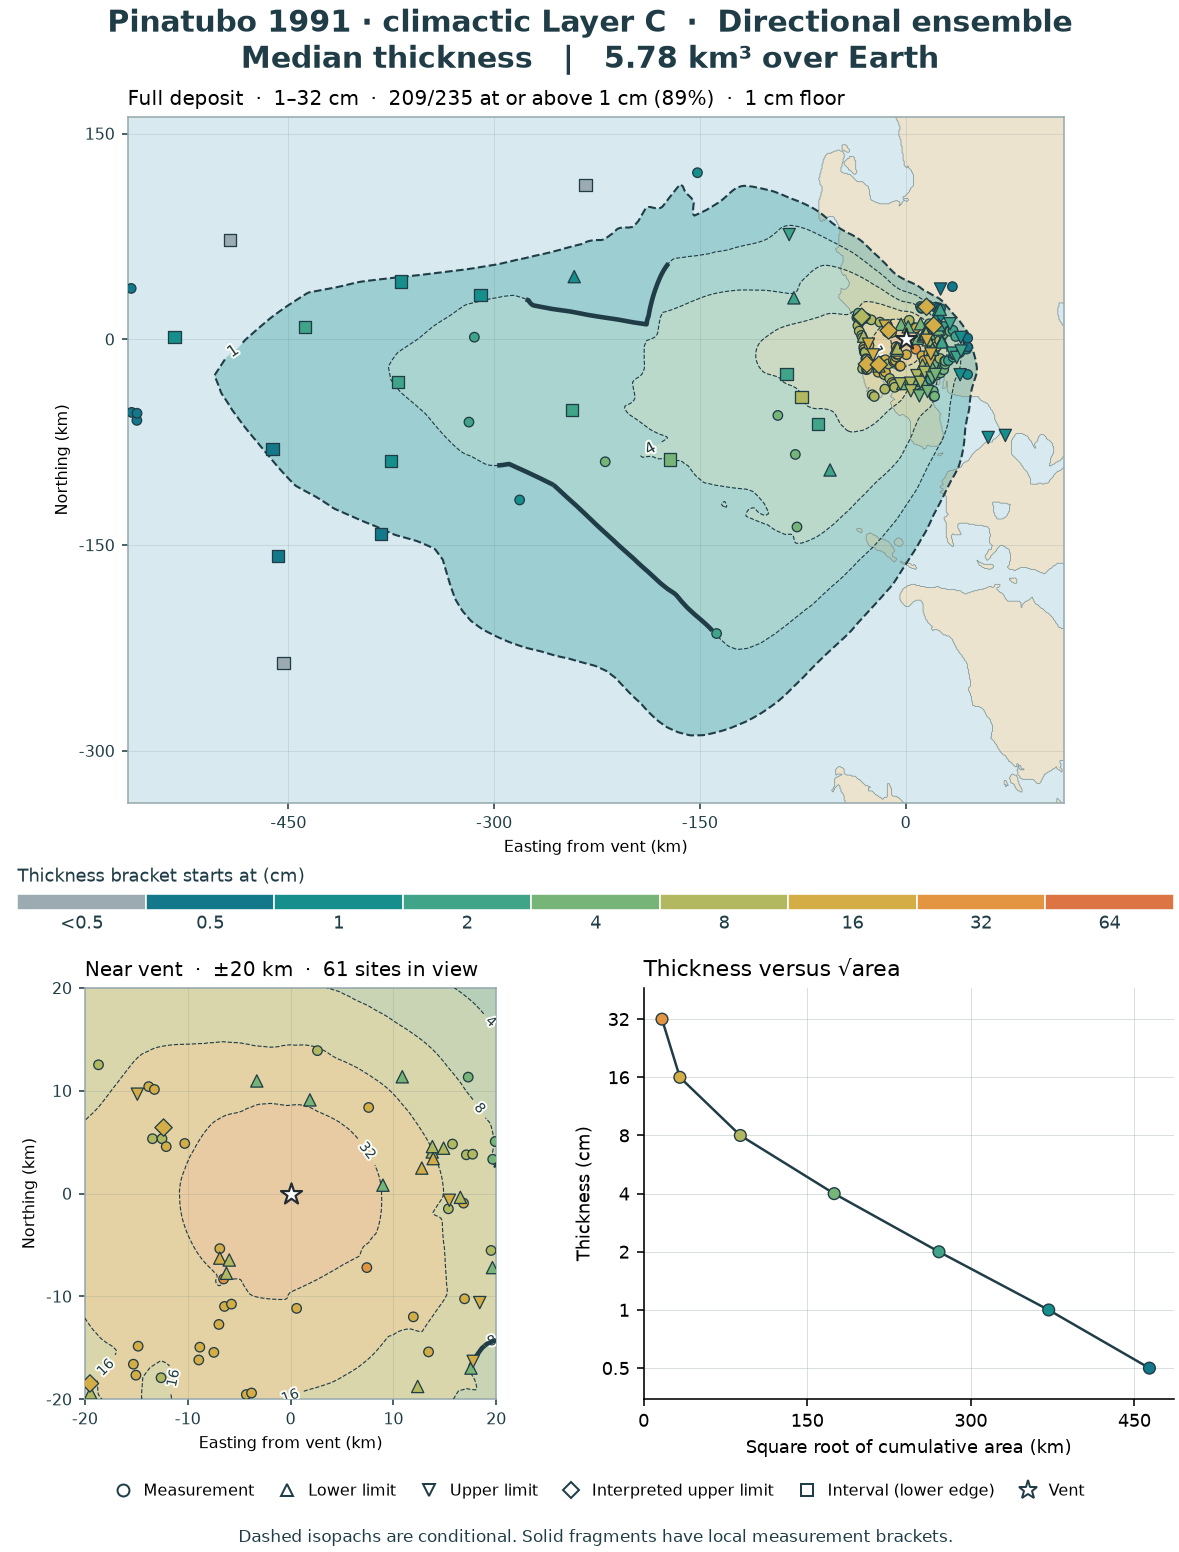 Pinatubo 1991 · climactic Layer C · Directional ensemble
Median thickness | 5.78 km³ over Earth
Full deposit · 1–32 cm · 209/235 at or above 1 cm (89%) · 1 cm floor
150
0
-150
-300
Northing (km)
1
4
-450
-300
-150
0
Easting from vent (km)
Thickness bracket starts at (cm)
<0.5
0.5
1
2
4
8
16
32
64
Near vent · ±20 km · 61 sites in view
20
10
0
-10
-20
Northing (km)
4
8
32
8
16
16
16
-20
-10
0
10
20
Easting from vent (km)
Thickness versus √area
32
16
8
4
2
1
0.5
Thickness (cm)
0
150
300
450
Square root of cumulative area (km)
Measurement
Lower limit
Upper limit
Interpreted upper limit
Interval (lower edge)
Vent
Dashed isopachs are conditional. Solid fragments have local measurement brackets.